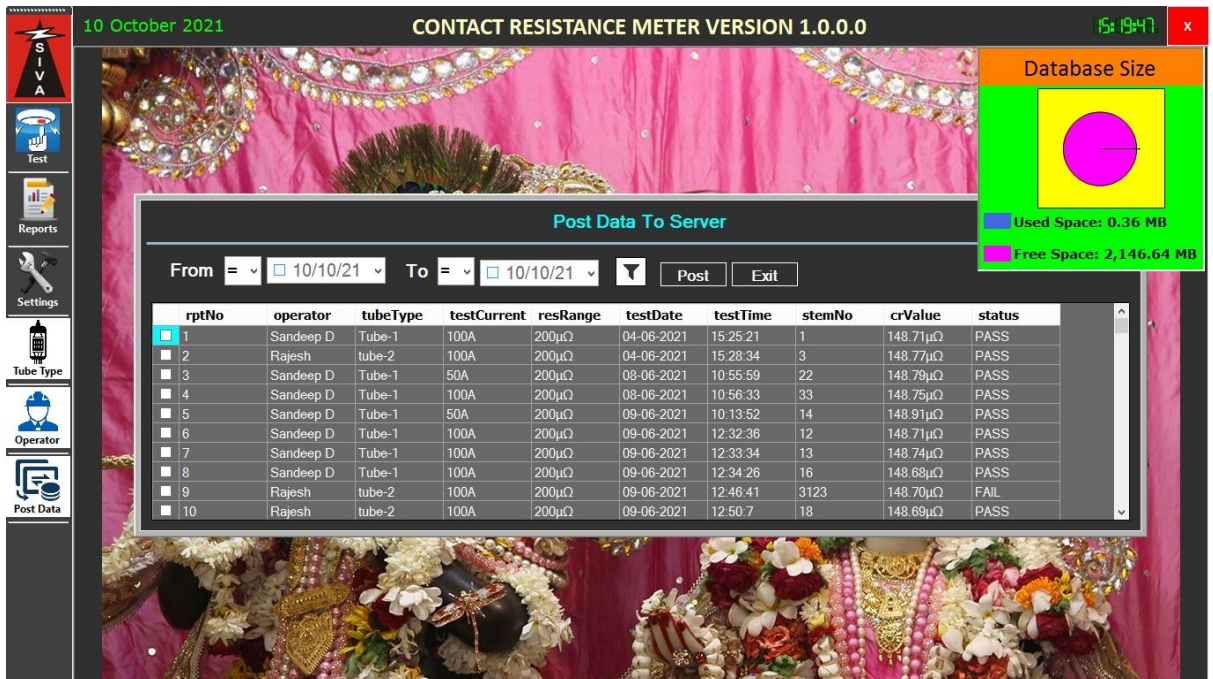 10 October 2021 CONTACT RESISTANCE METER VERSION 1.0.0.0 15:19:47 x
SIVA
Test
Reports
Settings
Tube Type
Operator
Post Data
Database Size
Used Space: 0.36 MB
Free Space: 2,146.64 MB
Post Data To Server
From = 10/10/21 To = 10/10/21 Post Exit
rptNo operator tubeType testCurrent resRange testDate testTime stemNo crValue status
1 Sandeep D Tube-1 100A 200µΩ 04-06-2021 15:25:21 1 148.71µΩ PASS
2 Rajesh tube-2 100A 200µΩ 04-06-2021 15:28:34 3 148.77µΩ PASS
3 Sandeep D Tube-1 50A 200µΩ 08-06-2021 10:55:59 22 148.79µΩ PASS
4 Sandeep D Tube-1 100A 200µΩ 08-06-2021 10:56:33 33 148.75µΩ PASS
5 Sandeep D Tube-1 50A 200µΩ 09-06-2021 10:13:52 14 148.91µΩ PASS
6 Sandeep D Tube-1 100A 200µΩ 09-06-2021 12:32:36 12 148.71µΩ PASS
7 Sandeep D Tube-1 100A 200µΩ 09-06-2021 12:33:34 13 148.74µΩ PASS
8 Sandeep D Tube-1 100A 200µΩ 09-06-2021 12:34:26 16 148.68µΩ PASS
9 Rajesh tube-2 100A 200µΩ 09-06-2021 12:46:41 3123 148.70µΩ FAIL
10 Rajesh tube-2 100A 200µΩ 09-06-2021 12:50:7 18 148.69µΩ PASS